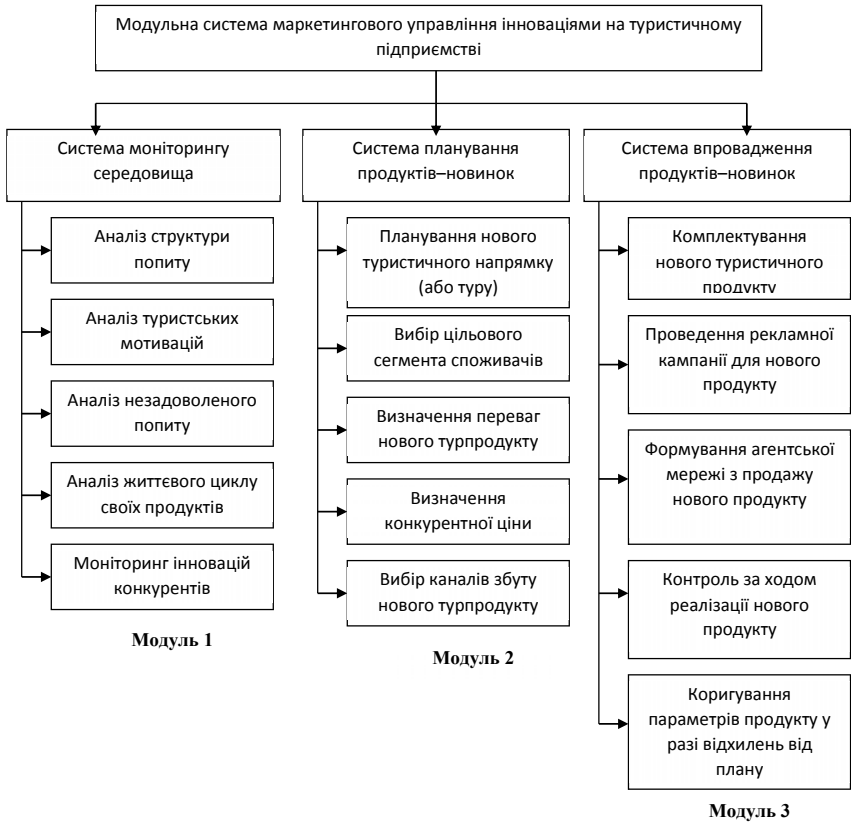 Модульна система маркетингового управління інноваціями на туристичному
підприємстві
Система моніторингу
середовища
Аналіз структури
попиту
Аналіз туристських
мотивацій
Аналіз незадоволеного
попиту
Аналіз життєвого циклу
своїх продуктів
Моніторинг інновацій
конкурентів
Модуль 1
Система планування
продуктів–новинок
Планування нового
туристичного напрямку
(або туру)
Вибір цільового
сегмента споживачів
Визначення переваг
нового турпродукту
Визначення
конкурентної ціни
Вибір каналів збуту
нового турпродукту
Модуль 2
Система впровадження
продуктів–новинок
Комплектування
нового туристичного
продукту
Проведення рекламної
кампанії для нового
продукту
Формування агентської
мережі з продажу
нового продукту
Контроль за ходом
реалізації нового
продукту
Коригування
параметрів продукту у
разі відхилень від
плану
Модуль 3